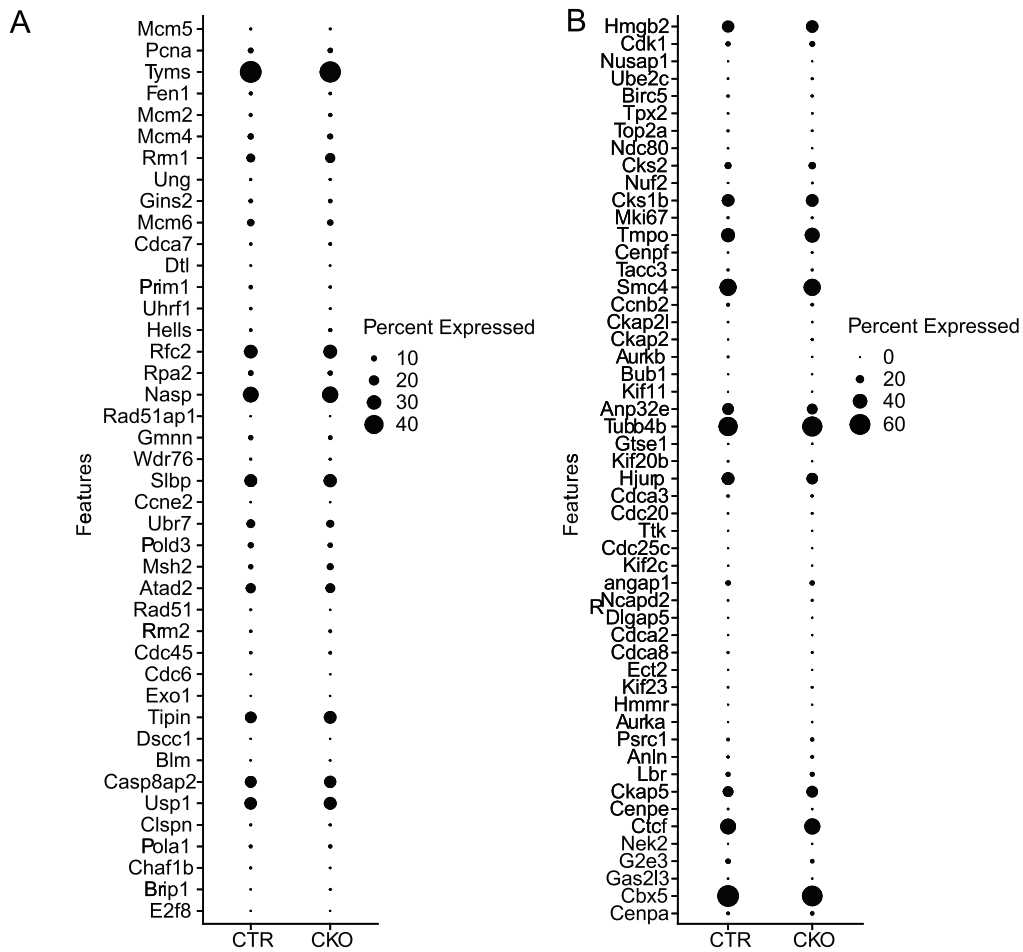 A
Mcm5
Pcna
Tyms
Fen1
Mcm2
Mcm4
Rrm1
Ung
Gins2
Mcm6
Cdca7
Dtl
Prim1
Uhrf1
Hells
Rfc2
Rpa2
Nasp
Rad51ap1
Gmnn
Wdr76
Slbp
Ccne2
Ubr7
Pold3
Msh2
Atad2
Rad51
Rrm2
Cdc45
Cdc6
Exo1
Tipin
Dscc1
Blm
Casp8ap2
Usp1
Clspn
Pola1
Chaf1b
Brip1
E2f8
Features
CTR CKO
Percent Expressed
10
20
30
40
B
Hmgb2
Cdk1
Nusap1
Ube2c
Birc5
Tpx2
Top2a
Ndc80
Cks2
Nuf2
Cks1b
Mki67
Tmpo
Cenpf
Tacc3
Smc4
Ccnb2
Ckap2l
Ckap2
Aurkb
Bub1
Kif11
Anp32e
Tubb4b
Gtse1
Kif20b
Hjurp
Cdca3
Cdc20
Ttk
Cdc25c
Kif2c
angap1
R
Ncapd2
Dlgap5
Cdca2
Cdca8
Ect2
Kif23
Hmmr
Aurka
Psrc1
Anln
Lbr
Ckap5
Cenpe
Ctcf
Nek2
G2e3
Gas2l3
Cbx5
Cenpa
Features
CTR CKO
Percent Expressed
0
20
40
60